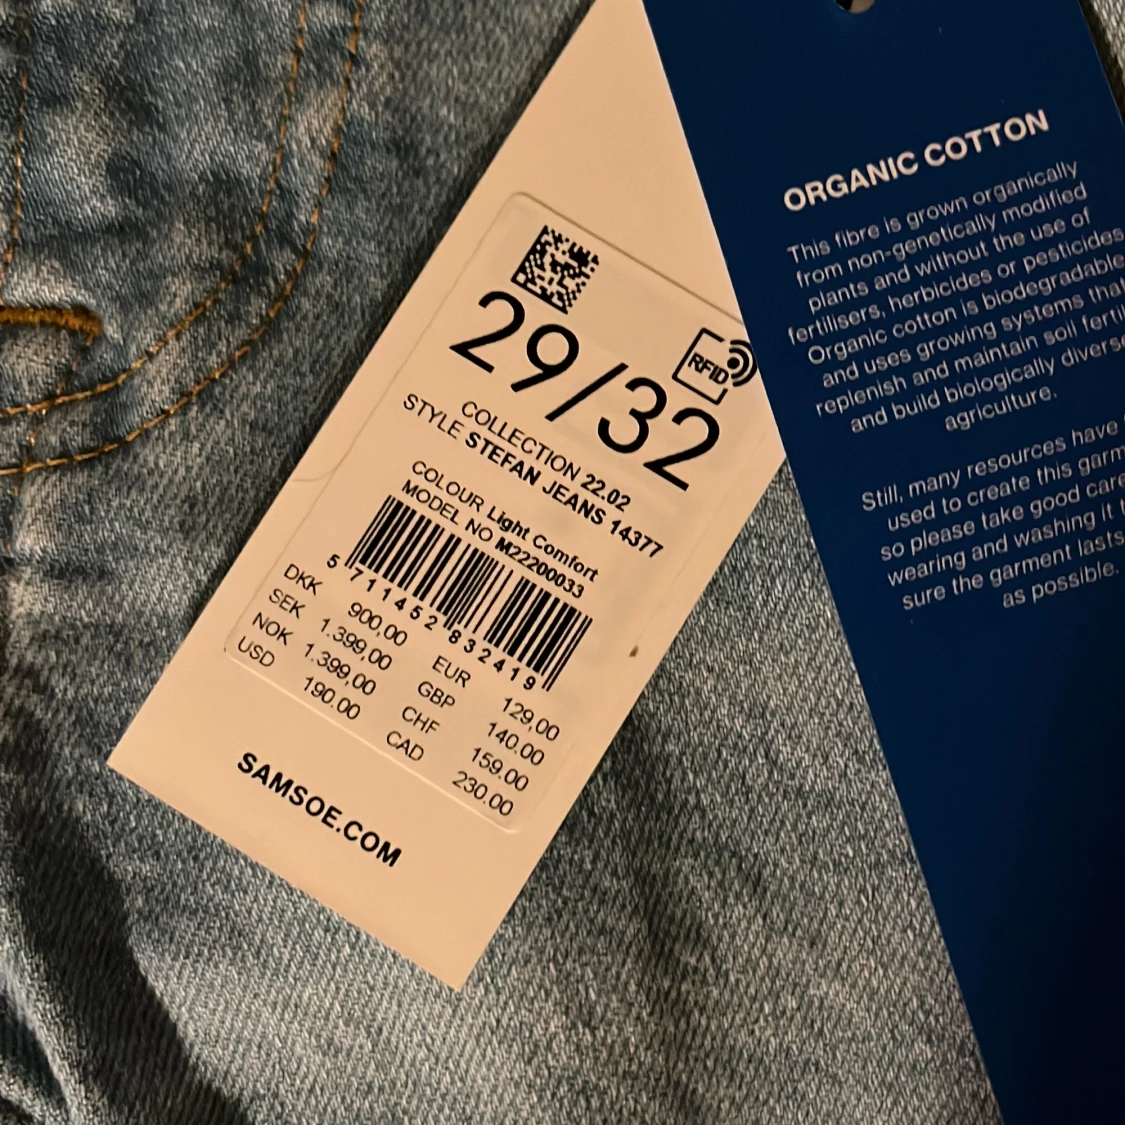 29/32
RFID
COLLECTION 22.02
STYLE STEFAN JEANS 14377
COLOUR Light Comfort
MODEL NO M22200033
5 711452 832419
DKK 900,00 EUR 129,00
SEK 1.399,00 GBP 140.00
NOK 1.399,00 CHF 159.00
USD 190.00 CAD 230.00
SAMSOE.COM
ORGANIC COTTON
This fibre is grown organically
from non-genetically modified
plants and without the use of
fertilisers, herbicides or pesticides
Organic cotton is biodegradable
and uses growing systems that
replenish and maintain soil
and build biologically
agriculture.
Still, many resources have
used to create this
so please take good care
wearing and washing it
sure the garment lasts
as possible.